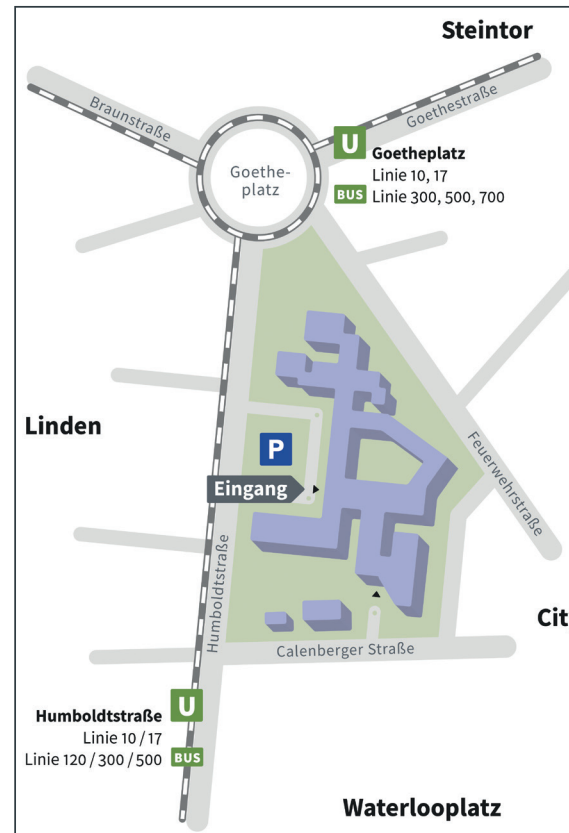 Steintor
Braunstraße
Goethestraße
U
Goethe-
platz
Goetheplatz
Linie 10, 17
BUS Linie 300, 500, 700
Linden
P
Eingang
Feuerwehrstraße
Humboldtstraße
Cit
Calenberger Straße
U
Humboldtstraße
Linie 10 / 17
Linie 120 / 300 / 500 BUS
Waterlooplatz